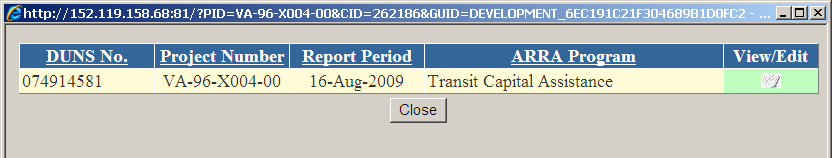 http://152.119.158.68:81/?PID=VA-96-X004-00&CID=262186&GUID=DEVELOPMENT_6EC191C21F304689B1D0FC2 - ...
DUNS No. Project Number Report Period ARRA Program View/Edit
074914581 VA-96-X004-00 16-Aug-2009 Transit Capital Assistance
Close